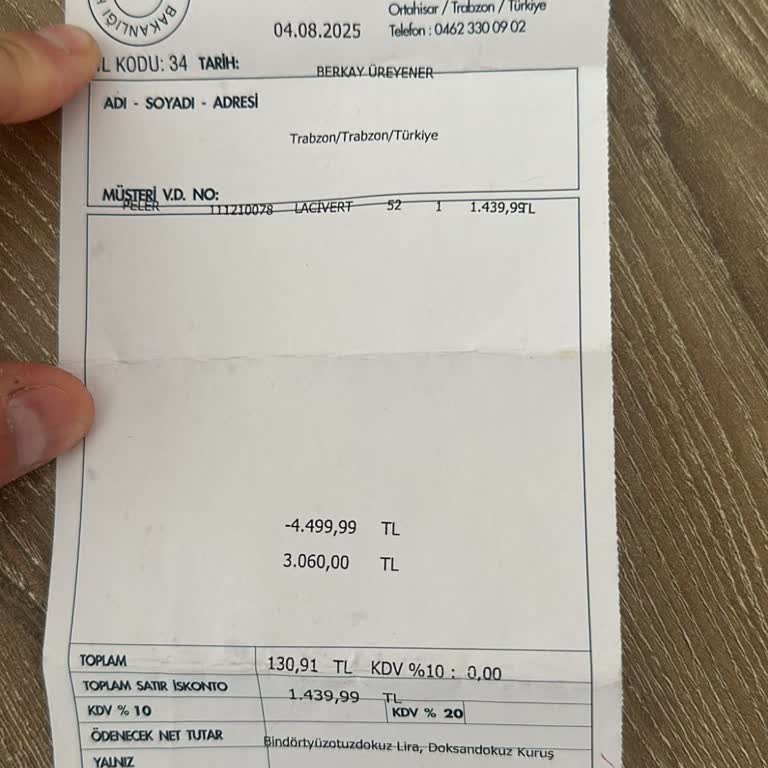 BAKANLIĞI
Ortahisar / Trabzon / Türkiye
04.08.2025 Telefon : 0462 330 09 02
İL KODU: 34 TARİH:
BERKAY ÜREYENER
ADI - SOYADI - ADRESİ
Trabzon/Trabzon/Türkiye
MÜŞTERİ V.D. NO:
PELER 111210078 LACİVERT 52 1 1.439,99TL
-4.499,99 TL
3.060,00 TL
TOPLAM 130,91 TL KDV %10 : 0,00
TOPLAM SATIR İSKONTO 1.439,99 TL
KDV % 10 KDV % 20
ÖDENECEK NET TUTAR
Bindörtyüzotuzdokuz Lira, Doksandokuz Kuruş
YALNIZ